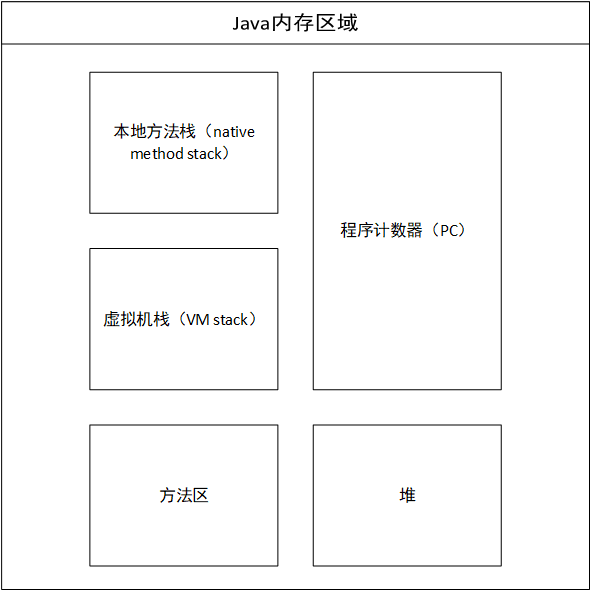 Java内存区域
本地方法栈（native
method stack）
程序计数器（PC）
虚拟机栈（VM stack）
方法区
堆